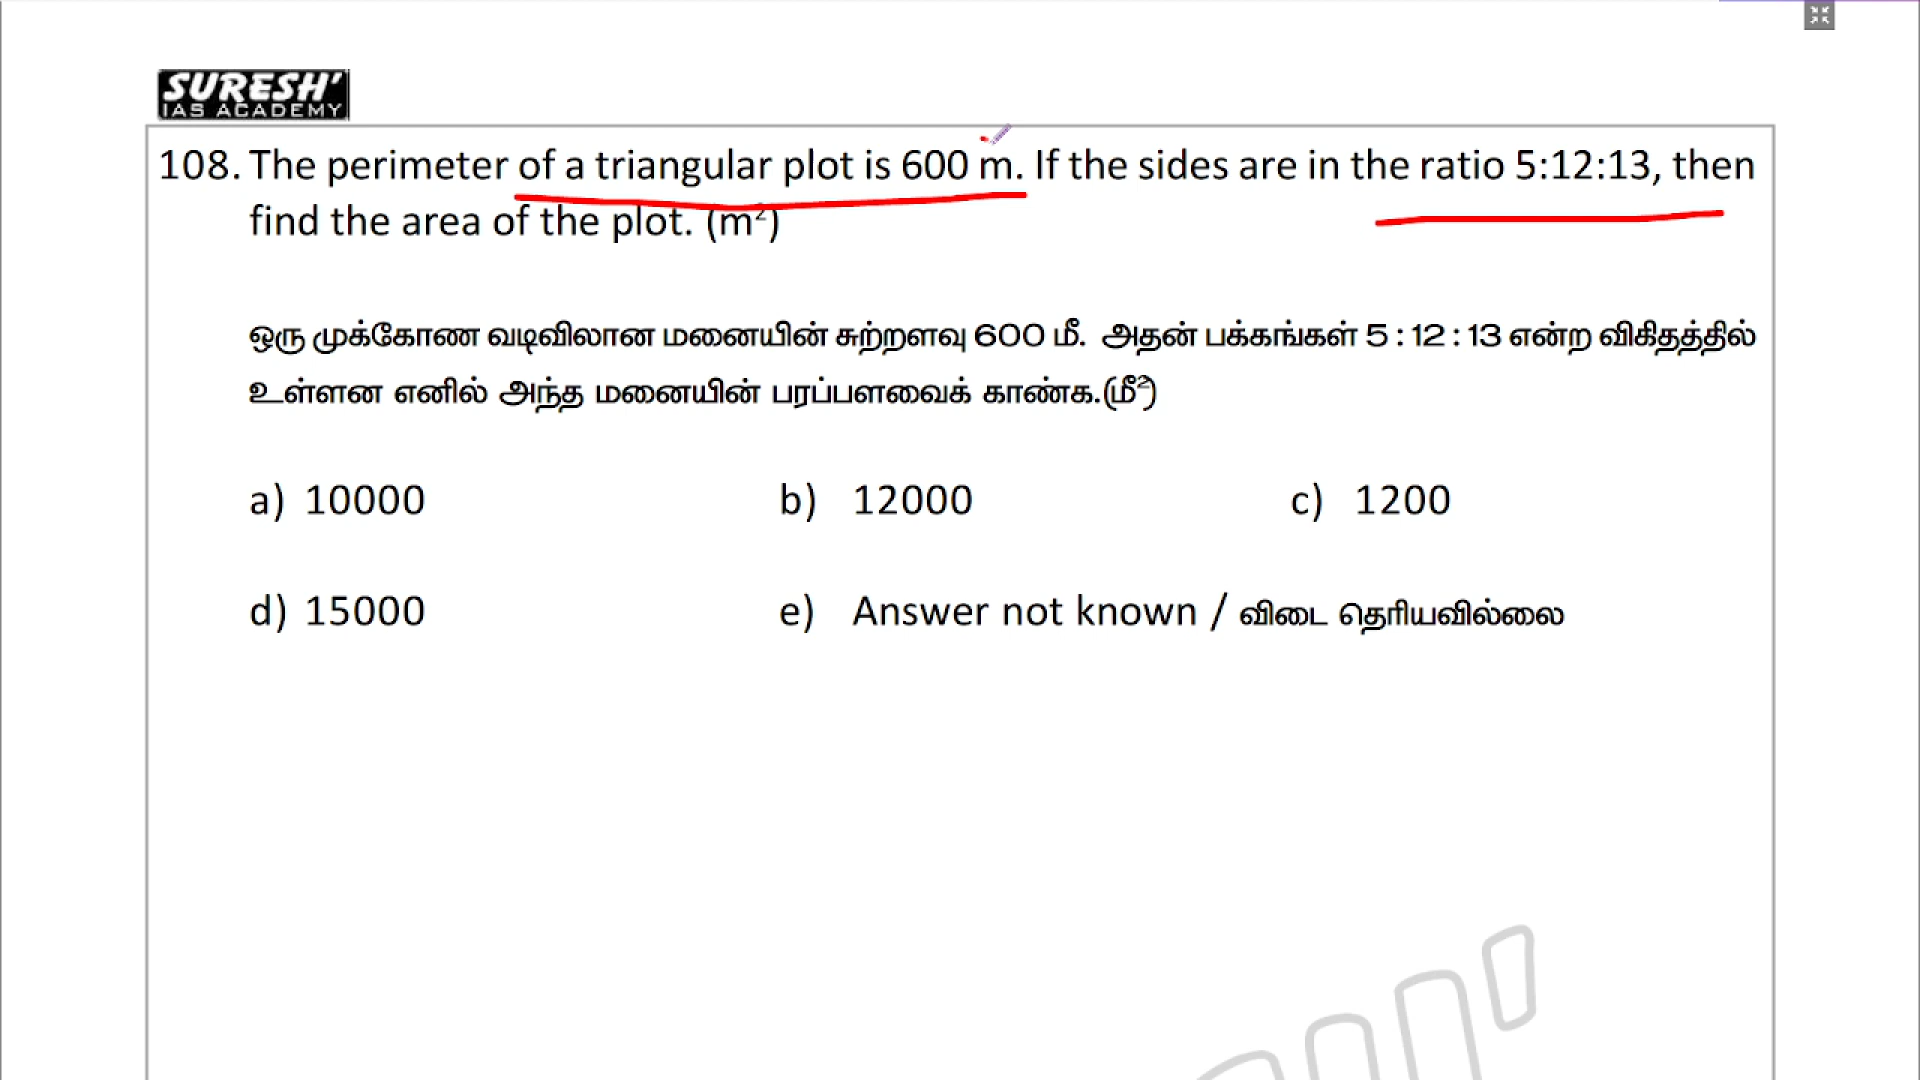 SURESH'
IAS ACADEMY
108. The perimeter of a triangular plot is 600 m. If the sides are in the ratio 5:12:13, then
find the area of the plot. (m²)
ஒரு முக்கோண வடிவிலான மனையின் சுற்றளவு 600 மீ. அதன் பக்கங்கள் 5 : 12 : 13 என்ற விகிதத்தில்
உள்ளன எனில் அந்த மனையின் பரப்பளவைக் காண்க.(மீ²)
a) 10000 b) 12000 c) 1200
d) 15000 e) Answer not known / விடை தெரியவில்லை